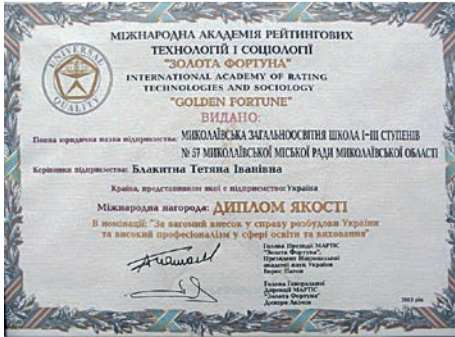 UNIVERSAL
QUALITY
МІЖНАРОДНА АКАДЕМІЯ РЕЙТИНГОВИХ
ТЕХНОЛОГІЙ І СОЦІОЛОГІЇ
"ЗОЛОТА ФОРТУНА"
INTERNATIONAL ACADEMY OF RATING
TECHNOLOGIES AND SOCIOLOGY
"GOLDEN FORTUNE"
ВИДАНО:
Повна юридична назва підприємства: МИКОЛАЇВСЬКА ЗАГАЛЬНООСВІТНЯ ШКОЛА І-ІІІ СТУПЕНІВ
№ 57 МИКОЛАЇВСЬКОЇ МІСЬКОЇ РАДИ МИКОЛАЇВСЬКОЇ ОБЛАСТІ
Керівник підприємства: Блакитна Тетяна Іванівна
Країна, представником якої є підприємство: Україна
Міжнародна нагорода: ДИПЛОМ ЯКОСТІ
В номінації: "За вагомий внесок у справу розбудови України
та високий професіоналізм у сфері освіти та виховання"
Голова Президії МАРТІС
"Золота Фортуна",
Президент Національної
академії наук України
Борис Патон
Голова Генеральної
Дирекції МАРТІС
"Золота Фортуна"
Дмитро Акімов
2013 рік